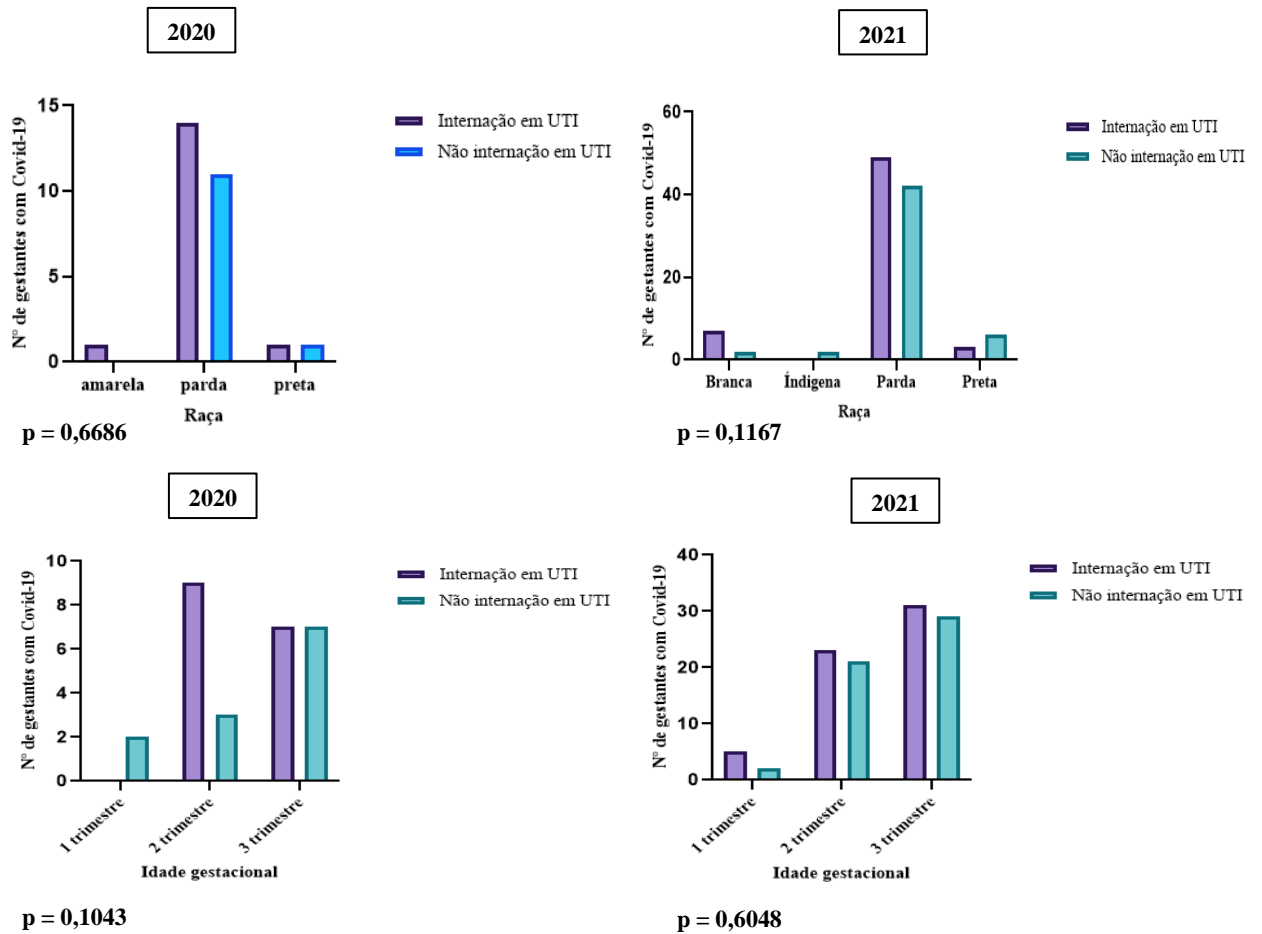 2020
15
10
5
0
Nº de gestantes com Covid-19
amarela parda preta
Raça
Internação em UTI
Não internação em UTI
p = 0,6686
2021
60
40
20
0
Nº de gestantes com Covid-19
Branca Índigena Parda Preta
Raça
Internação em UTI
Não internação em UTI
p = 0,1167
2020
10
8
6
4
2
0
Nº de gestantes com Covid-19
1 trimestre
2 trimestre
3 trimestre
Idade gestacional
Internação em UTI
Não internação em UTI
p = 0,1043
2021
40
30
20
10
0
Nº de gestantes com Covid-19
1 trimestre
2 trimestre
3 trimestre
Idade gestacional
Internação em UTI
Não internação em UTI
p = 0,6048